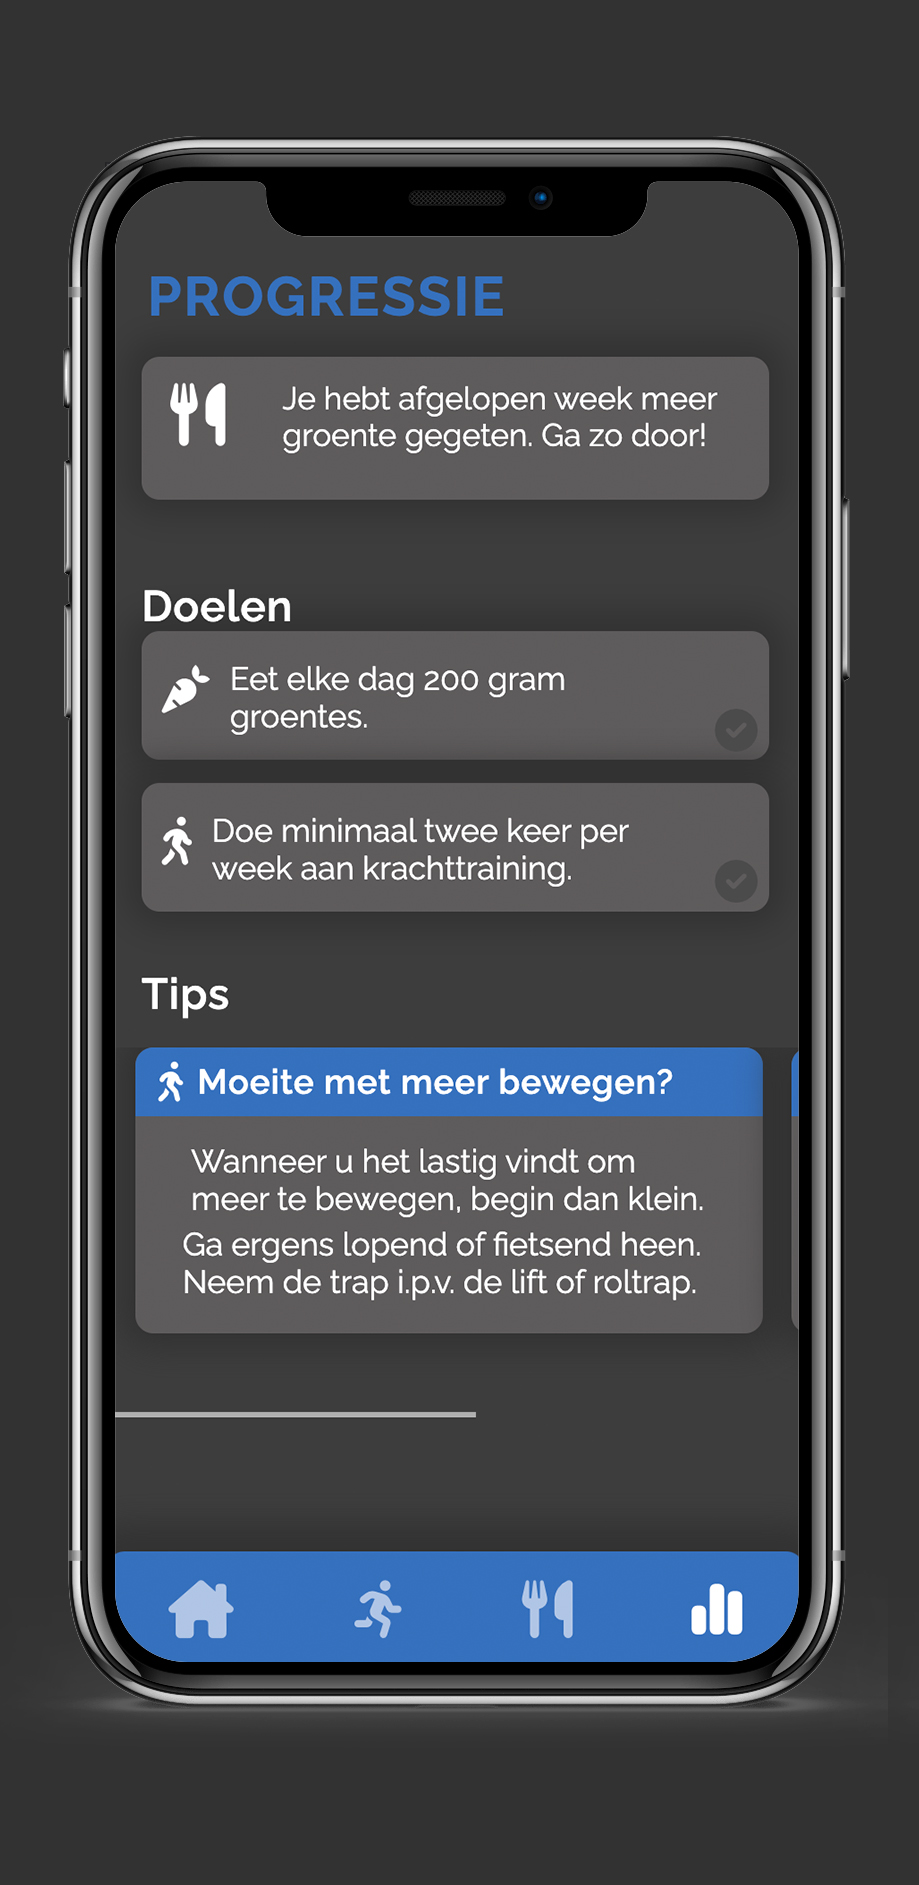 PROGRESSIE
Je hebt afgelopen week meer
groente gegeten. Ga zo door!
Doelen
Eet elke dag 200 gram
groentes.
Doe minimaal twee keer per
week aan krachttraining.
Tips
Moeite met meer bewegen?
Wanneer u het lastig vindt om
meer te bewegen, begin dan klein.
Ga ergens lopend of fietsend heen.
Neem de trap i.p.v. de lift of roltrap.